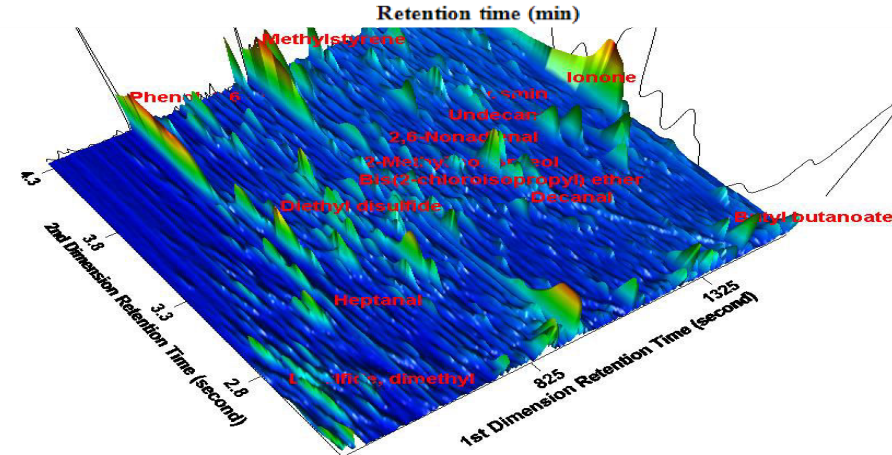 Retention time (min)
Methylstyrene
Ionone
Undecan
2,6-Nonadienal
Bis(2-chloroisopropyl) ether
Decanal
Diethyl disulfide
Butyl butanoate
Heptanal
dimethyl
4.3
3.8
3.3
2.8
2nd Dimension Retention Time (second)
825
1325
1st Dimension Retention Time (second)